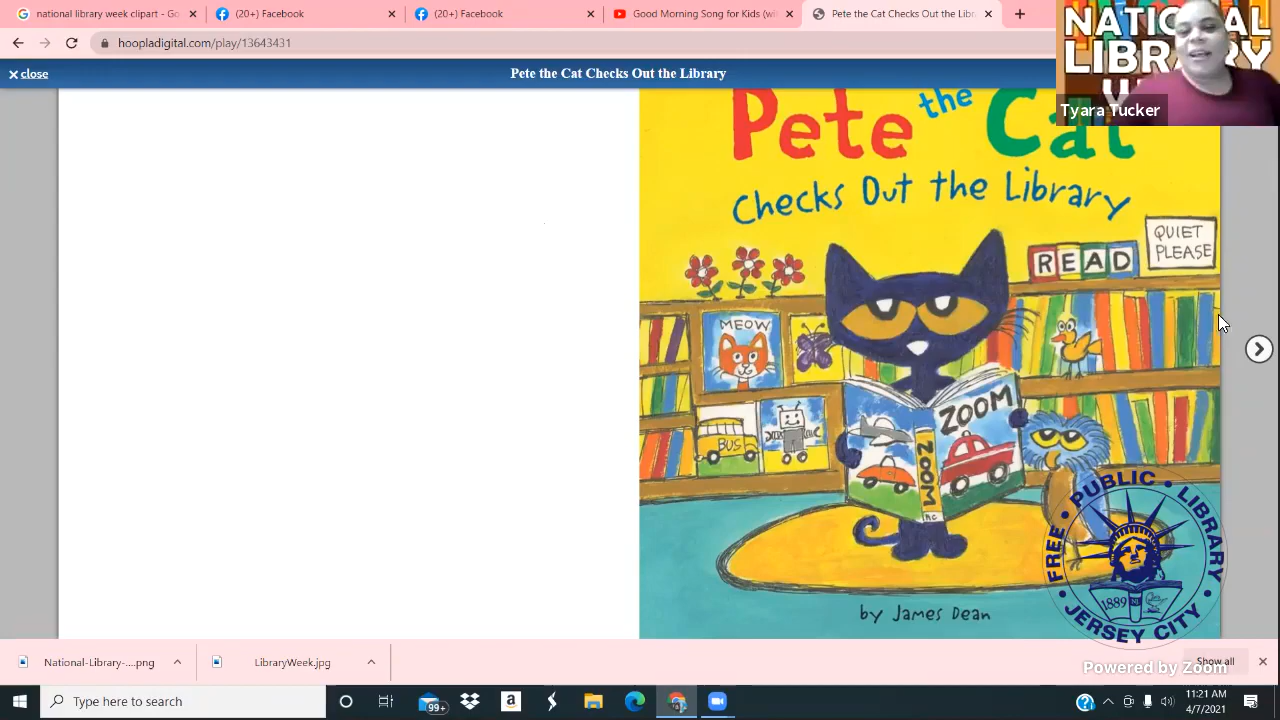 national library week clipart - Go
(20+) Facebook
(20+) Facebook
Good Morning Song for Kids (wit
Pete the Cat Checks Out the Libra
hoopladigital.com/play/13643431
close
Pete the Cat Checks Out the Library
NATIONAL
LIBRARY
Tyara Tucker
Pete the Cat
Checks Out the Library
QUIET
PLEASE
READ
MEOW
ZOOM
ZOOM
BUS
FREE • PUBLIC • LIBRARY
1889
JERSEY CITY
by James Dean
Powered by Zoom
National-Library-....png
LibraryWeek.jpg
Show all
Type here to search
99+
11:21 AM
4/7/2021